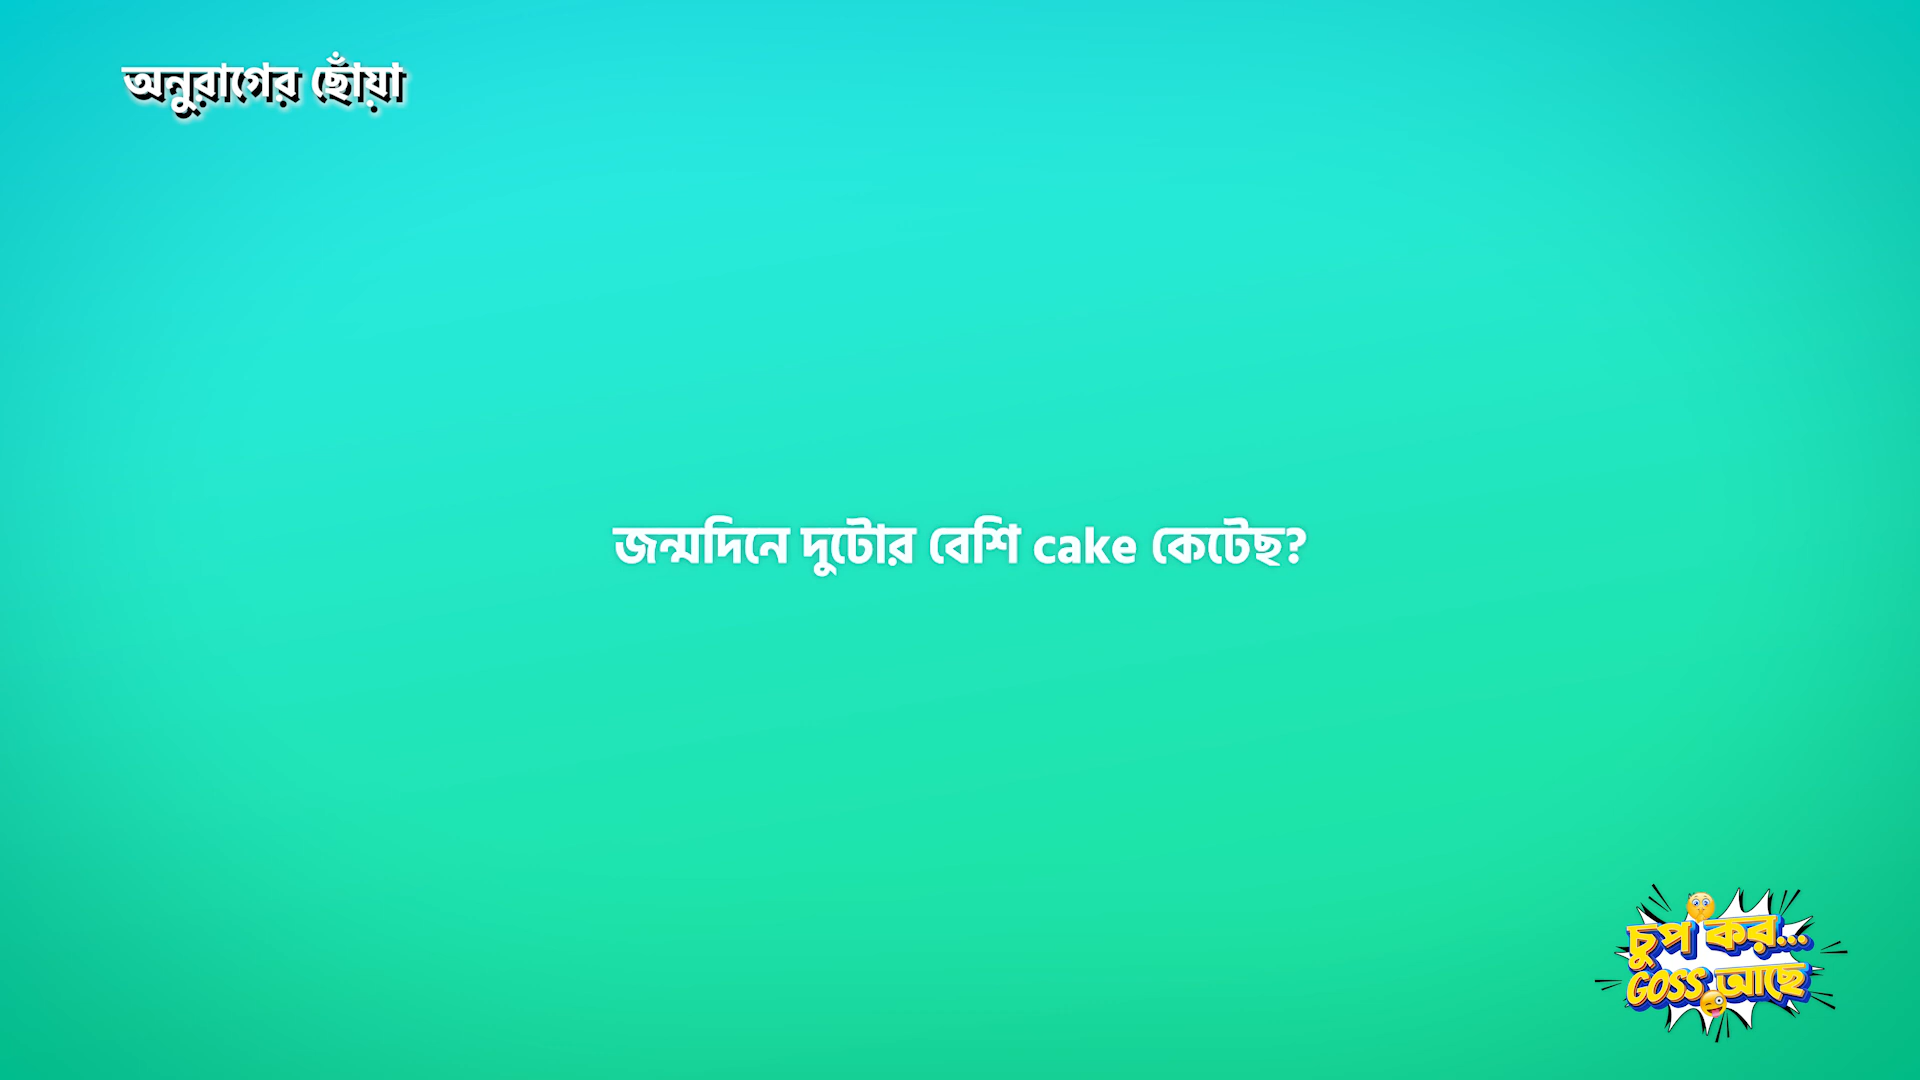 অনুরাগের ছোঁয়া
জন্মদিনে দুটোর বেশি cake কেটেছ?
চুপ কর...
GOSS আছে